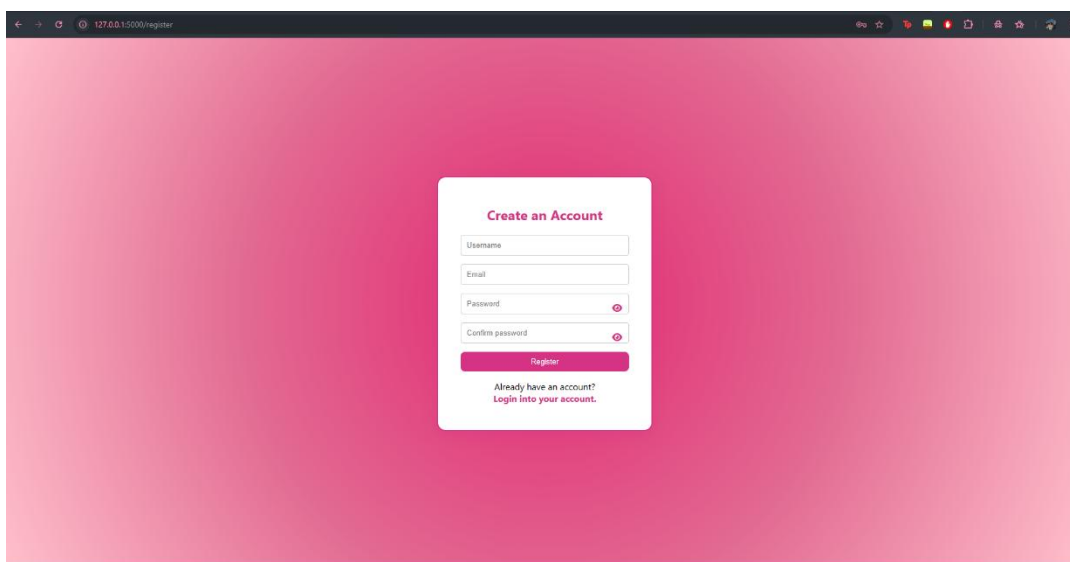 127.0.0.1:5000/register
Create an Account
Username
Email
Password
Confirm password
Register
Already have an account?
Login into your account.